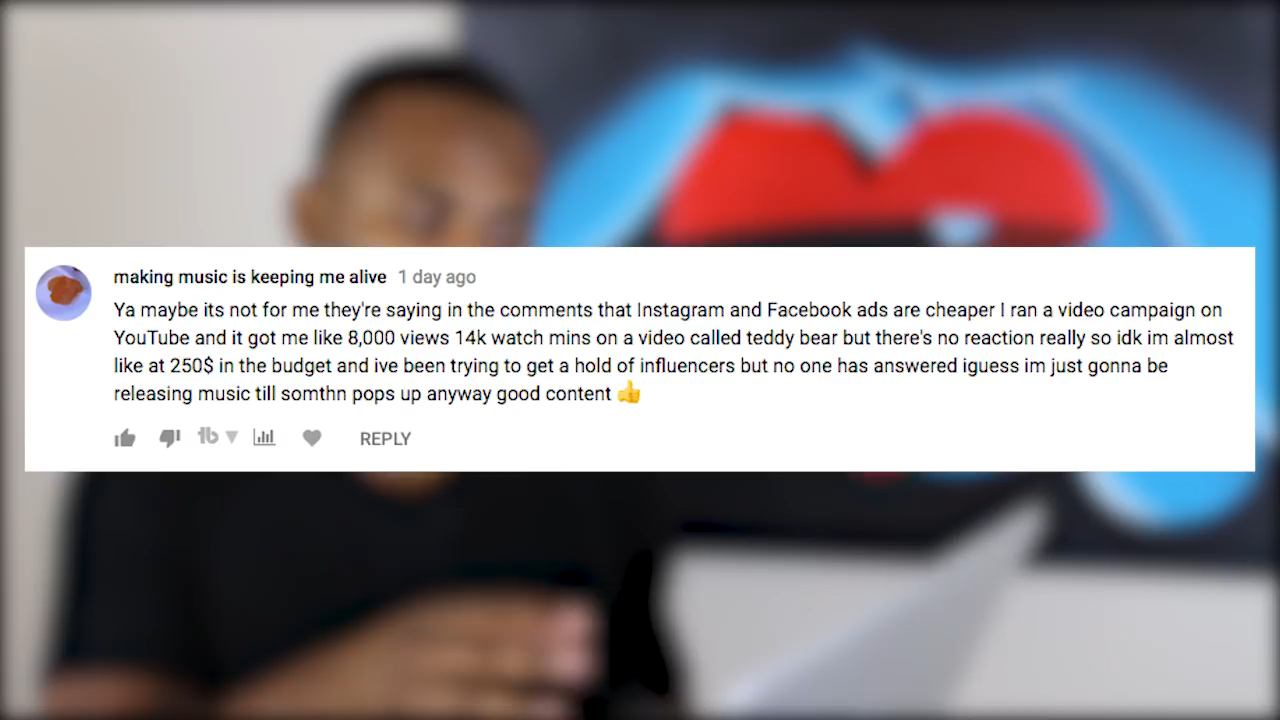 making music is keeping me alive 1 day ago
Ya maybe its not for me they're saying in the comments that Instagram and Facebook ads are cheaper I ran a video campaign on
YouTube and it got me like 8,000 views 14k watch mins on a video called teddy bear but there's no reaction really so idk im almost
like at 250$ in the budget and ive been trying to get a hold of influencers but no one has answered iguess im just gonna be
releasing music till somthn pops up anyway good content 👍
tb REPLY